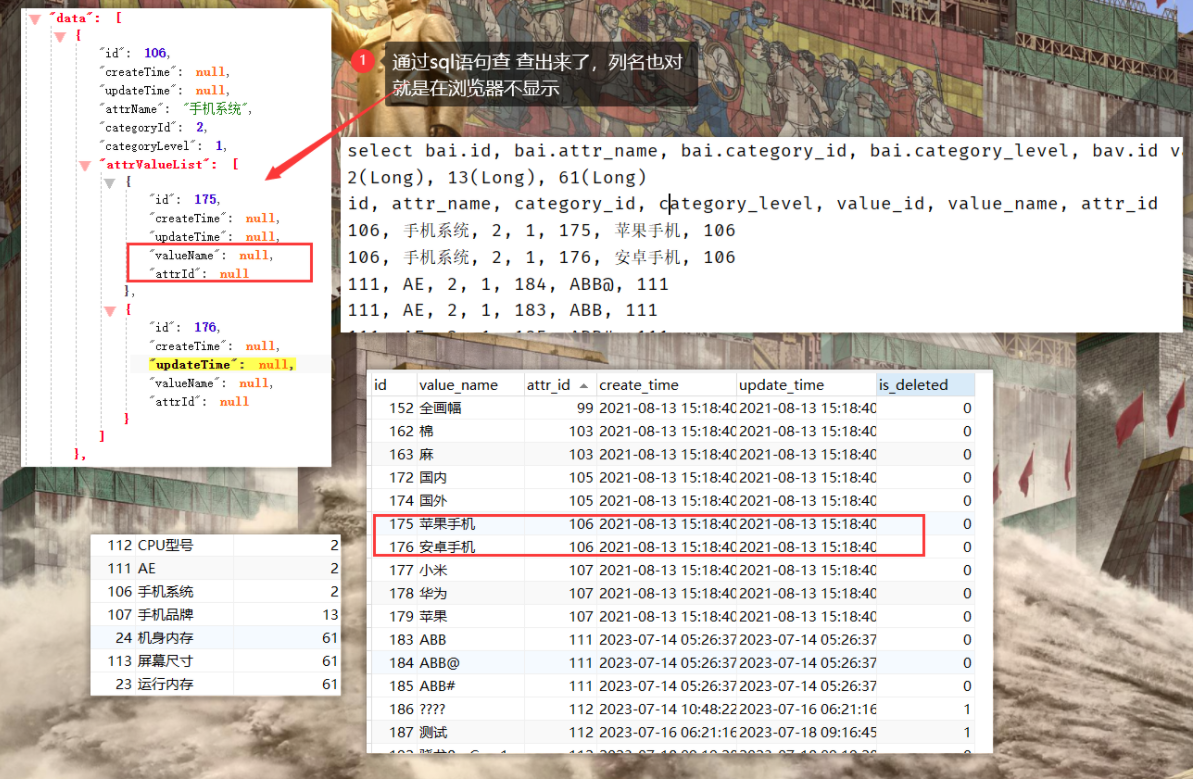 "data": [
{
"id": 106,
"createTime": null,
"updateTime": null,
"attrName": "手机系统",
"categoryId": 2,
"categoryLevel": 1,
"attrValueList": [
{
"id": 175,
"createTime": null,
"updateTime": null,
"valueName": null,
"attrId": null
},
{
"id": 176,
"createTime": null,
"updateTime": null,
"valueName": null,
"attrId": null
}
]
},
1 通过sql语句查 查出来了，列名也对
就是在浏览器不显示
select bai.id, bai.attr_name, bai.category_id, bai.category_level, bav.id
2(Long), 13(Long), 61(Long)
id, attr_name, category_id, category_level, value_id, value_name, attr_id
106, 手机系统, 2, 1, 175, 苹果手机, 106
106, 手机系统, 2, 1, 176, 安卓手机, 106
111, AE, 2, 1, 184, ABB@, 111
111, AE, 2, 1, 183, ABB, 111
id value_name attr_id create_time update_time is_deleted
152 全画幅 99 2021-08-13 15:18:40 2021-08-13 15:18:40 0
162 棉 103 2021-08-13 15:18:40 2021-08-13 15:18:40 0
163 麻 103 2021-08-13 15:18:40 2021-08-13 15:18:40 0
172 国内 105 2021-08-13 15:18:40 2021-08-13 15:18:40 0
174 国外 105 2021-08-13 15:18:40 2021-08-13 15:18:40 0
175 苹果手机 106 2021-08-13 15:18:40 2021-08-13 15:18:40 0
176 安卓手机 106 2021-08-13 15:18:40 2021-08-13 15:18:40 0
177 小米 107 2021-08-13 15:18:40 2021-08-13 15:18:40 0
178 华为 107 2021-08-13 15:18:40 2021-08-13 15:18:40 0
179 苹果 107 2021-08-13 15:18:40 2021-08-13 15:18:40 0
183 ABB 111 2023-07-14 05:26:37 2023-07-14 05:26:37 0
184 ABB@ 111 2023-07-14 05:26:37 2023-07-14 05:26:37 0
185 ABB# 111 2023-07-14 05:26:37 2023-07-14 05:26:37 0
186 ???? 112 2023-07-14 10:48:22 2023-07-16 06:21:16 1
187 测试 112 2023-07-16 06:21:16 2023-07-18 09:16:45 1
112 CPU型号 2
111 AE 2
106 手机系统 2
107 手机品牌 13
24 机身内存 61
113 屏幕尺寸 61
23 运行内存 61